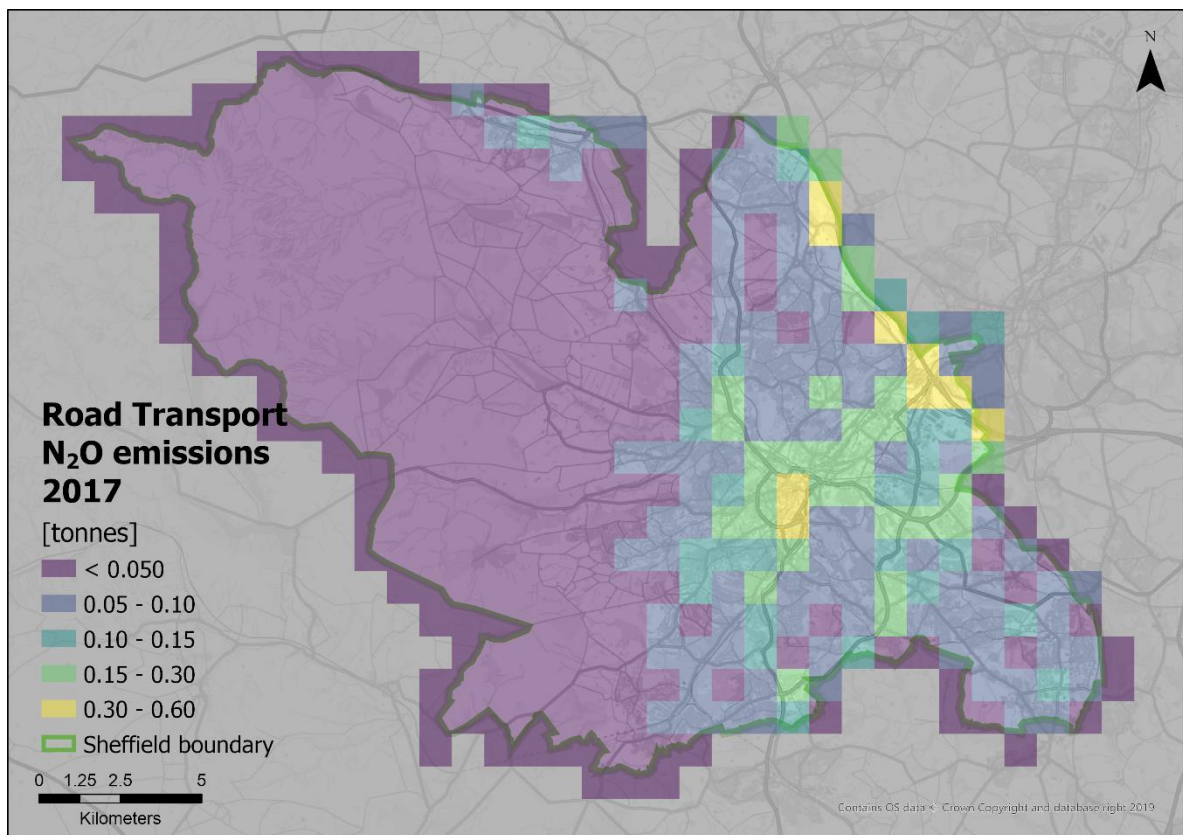 N
Road Transport
N₂O emissions
2017
[tonnes]
< 0.050
0.05 - 0.10
0.10 - 0.15
0.15 - 0.30
0.30 - 0.60
Sheffield boundary
0 1.25 2.5 5
Kilometers
Contains OS data © Crown Copyright and database right 2019